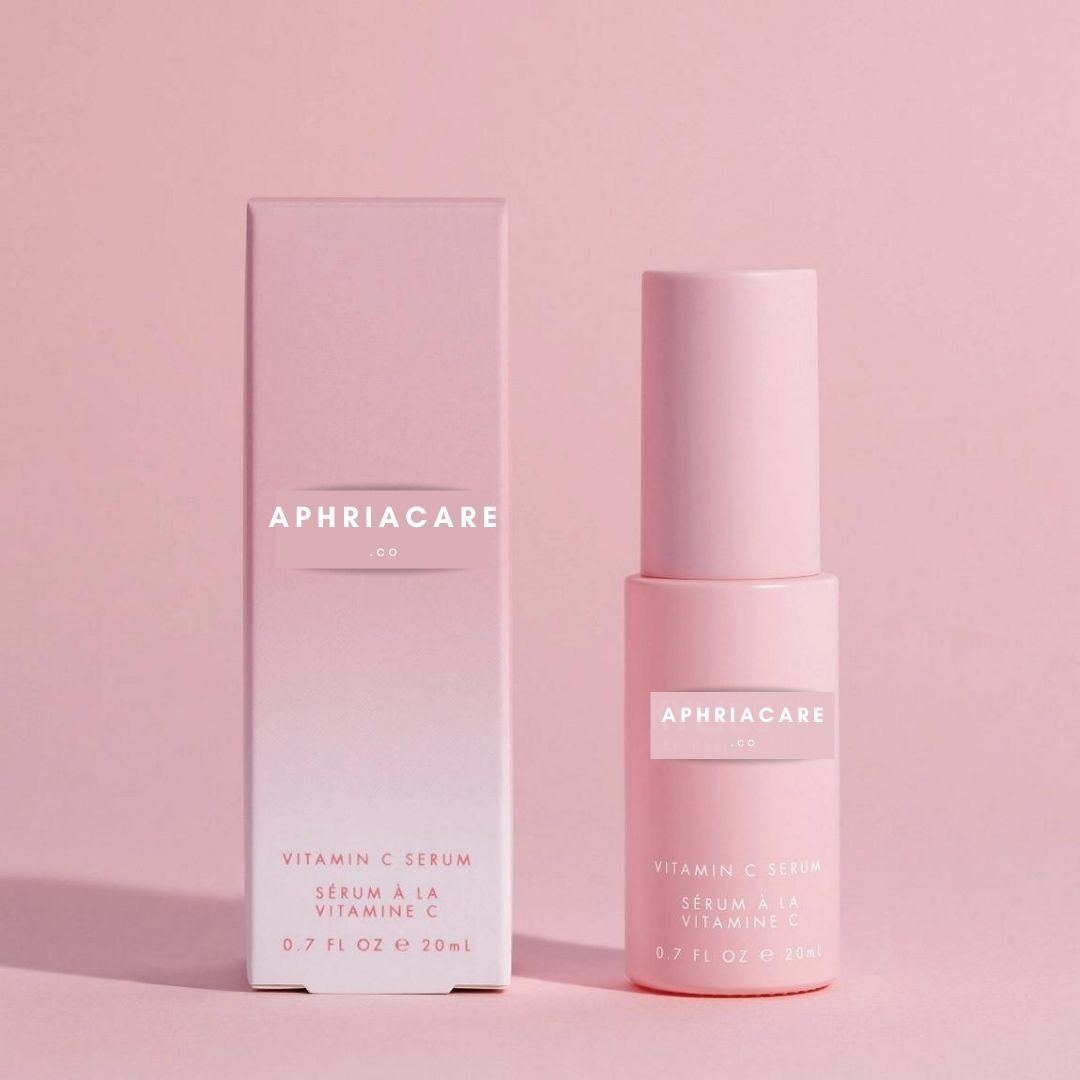 APHRIACARE
.CO
VITAMIN C SERUM
SÉRUM À LA
VITAMINE C
0.7 FL OZ ℮ 20mL
APHRIACARE
.CO
VITAMIN C SERUM
SÉRUM À LA
VITAMINE C
0.7 FL OZ ℮ 20mL